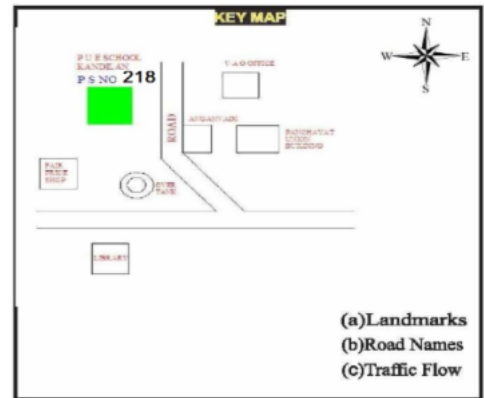 KEY MAP
N
W
E
S
P U E SCHOOL
KANDILAN
P S NO 218
V A O OFFICE
ROAD
ANGANVADI
PANCHAYAT
UNION
BUILDING
FAIR
PRICE
SHOP
OVER
TANK
LIBRARY
(a)Landmarks
(b)Road Names
(c)Traffic Flow